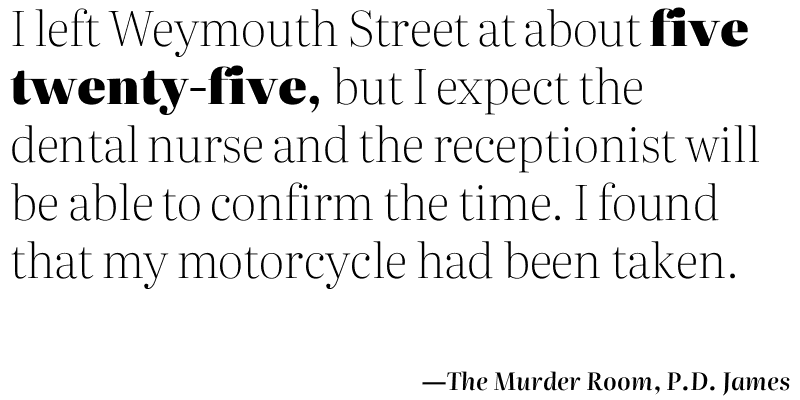 I left Weymouth Street at about five
twenty-five, but I expect the
dental nurse and the receptionist will
be able to confirm the time. I found
that my motorcycle had been taken.
—The Murder Room, P.D. James